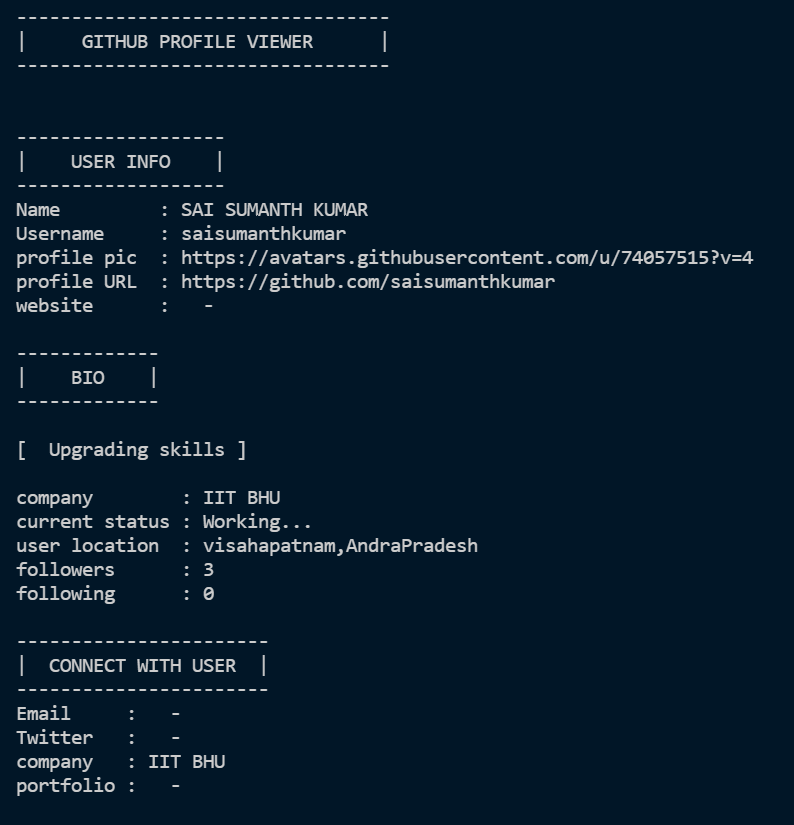 ----------------------------------
|     GITHUB PROFILE VIEWER      |
----------------------------------
-------------------
|    USER INFO    |
-------------------
Name         : SAI SUMANTH KUMAR
Username     : saisumanthkumar
profile pic  : https://avatars.githubusercontent.com/u/74057515?v=4
profile URL  : https://github.com/saisumanthkumar
website      :   -
-------------
|    BIO    |
-------------
[  Upgrading skills ]
company        : IIT BHU
current status : Working...
user location  : visahapatnam,AndraPradesh
followers      : 3
following      : 0
-----------------------
|  CONNECT WITH USER  |
-----------------------
Email     :   -
Twitter   :   -
company   : IIT BHU
portfolio :   -